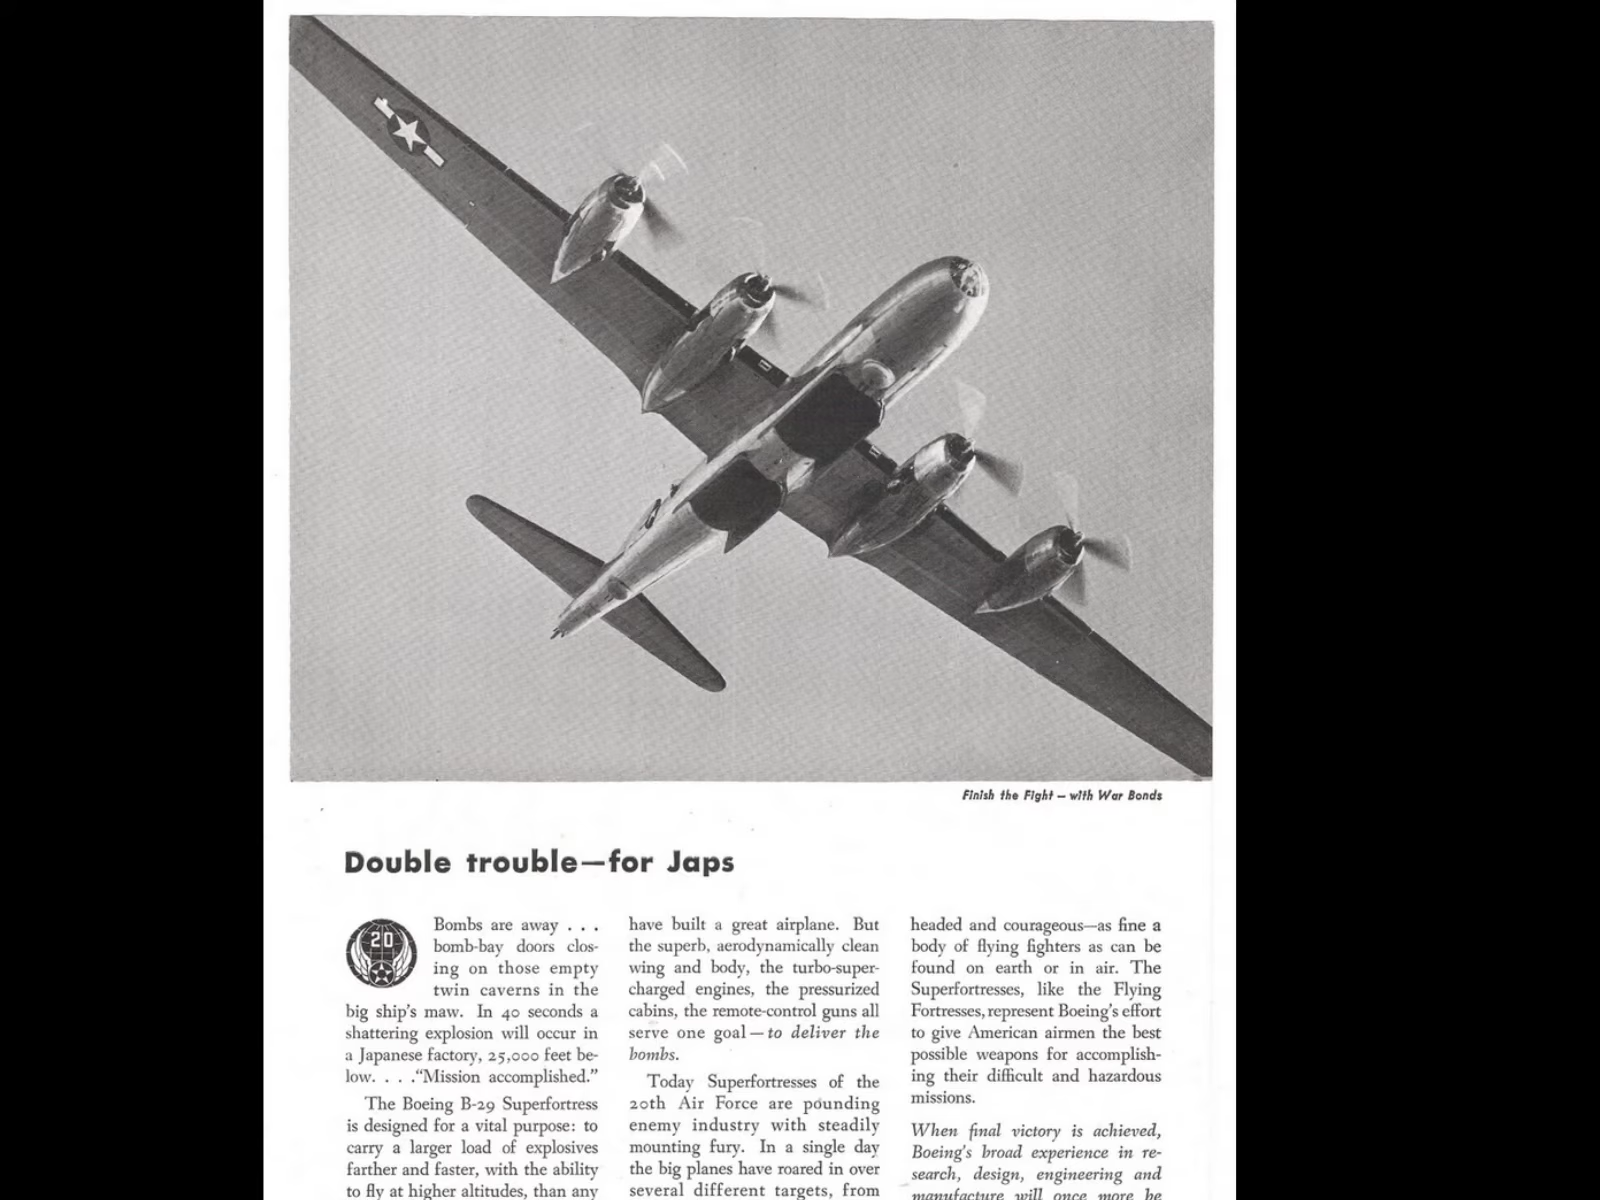 Finish the Fight — with War Bonds
Double trouble—for Japs
20
Bombs are away . . .
bomb-bay doors clos-
ing on those empty
twin caverns in the
big ship's maw. In 40 seconds a
shattering explosion will occur in
a Japanese factory, 25,000 feet be-
low. . . . "Mission accomplished."
The Boeing B-29 Superfortress
is designed for a vital purpose: to
carry a larger load of explosives
farther and faster, with the ability
to fly at higher altitudes, than any
have built a great airplane. But
the superb, aerodynamically clean
wing and body, the turbo-super-
charged engines, the pressurized
cabins, the remote-control guns all
serve one goal—to deliver the
bombs.
Today Superfortresses of the
20th Air Force are pounding
enemy industry with steadily
mounting fury. In a single day
the big planes have roared in over
several different targets, from
headed and courageous—as fine a
body of flying fighters as can be
found on earth or in air. The
Superfortresses, like the Flying
Fortresses, represent Boeing's effort
to give American airmen the best
possible weapons for accomplish-
ing their difficult and hazardous
missions.
When final victory is achieved,
Boeing's broad experience in re-
search, design, engineering and
manufacture will once more be